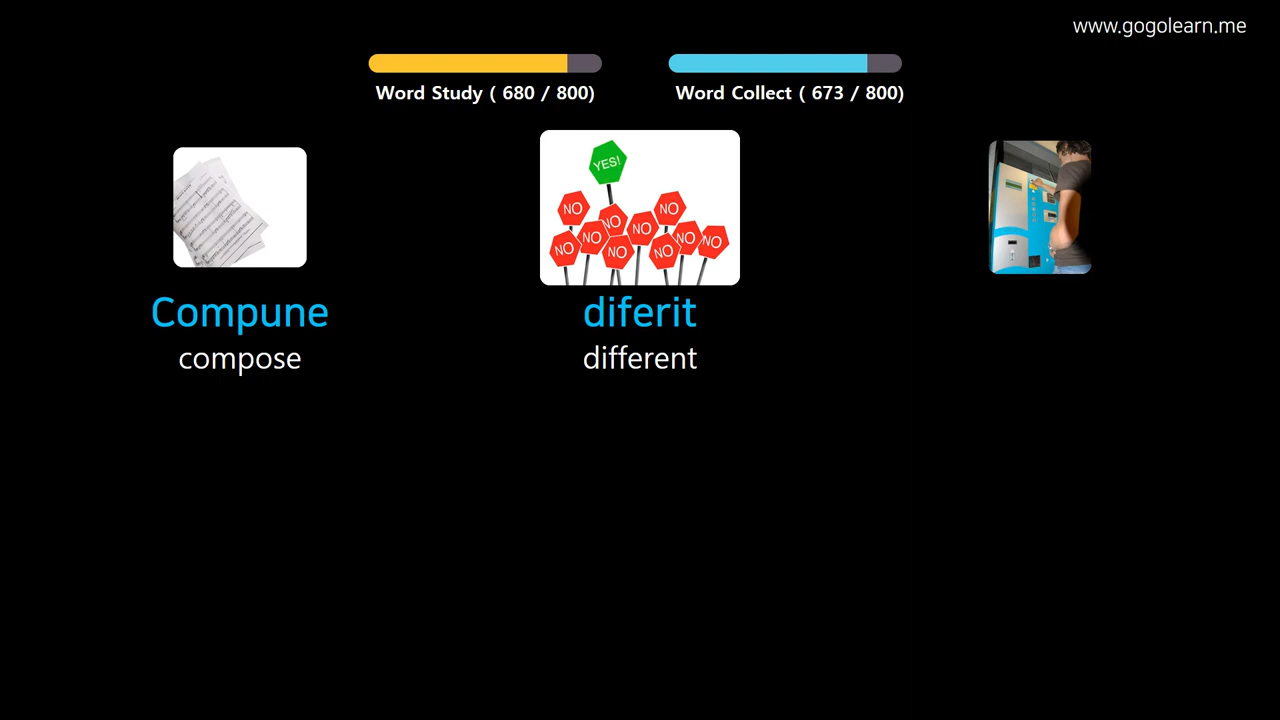 www.gogolearn.me
Word Study ( 680 / 800)
Word Collect ( 673 / 800)
YES!
NO
NO
NO
NO
NO
NO
NO
NO
NO
NO
Compune
diferit
compose
different